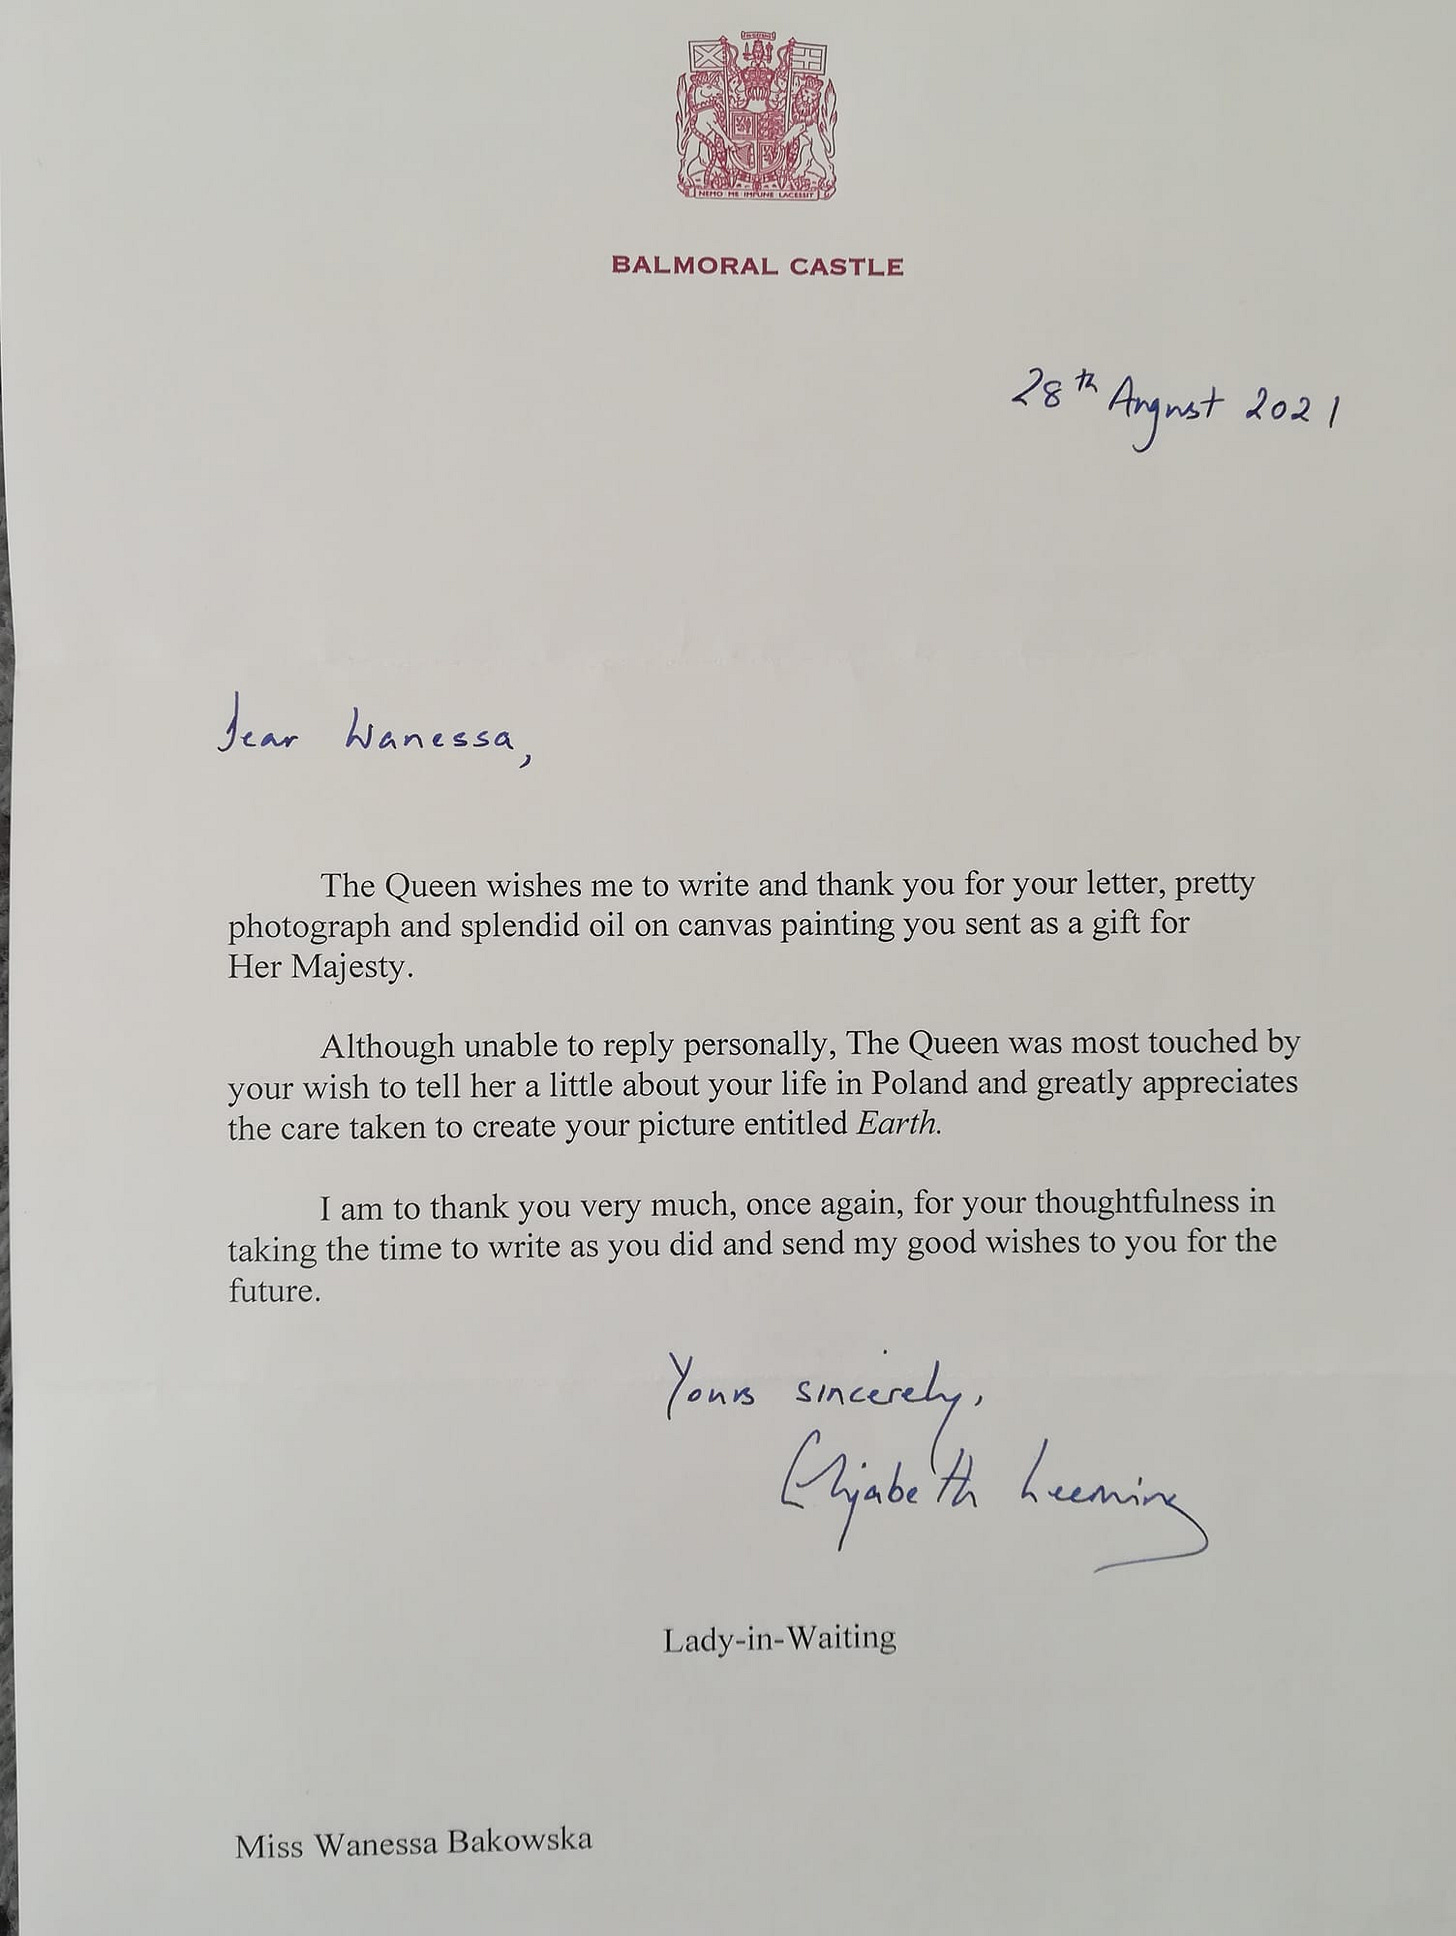 NEMO ME IMPUNE LACESSIT
BALMORAL CASTLE
28th August 2021
Dear Wanessa,
The Queen wishes me to write and thank you for your letter, pretty
photograph and splendid oil on canvas painting you sent as a gift for
Her Majesty.
Although unable to reply personally, The Queen was most touched by
your wish to tell her a little about your life in Poland and greatly appreciates
the care taken to create your picture entitled Earth.
I am to thank you very much, once again, for your thoughtfulness in
taking the time to write as you did and send my good wishes to you for the
future.
Yours sincerely,
Elizabeth Leeming
Lady-in-Waiting
Miss Wanessa Bakowska